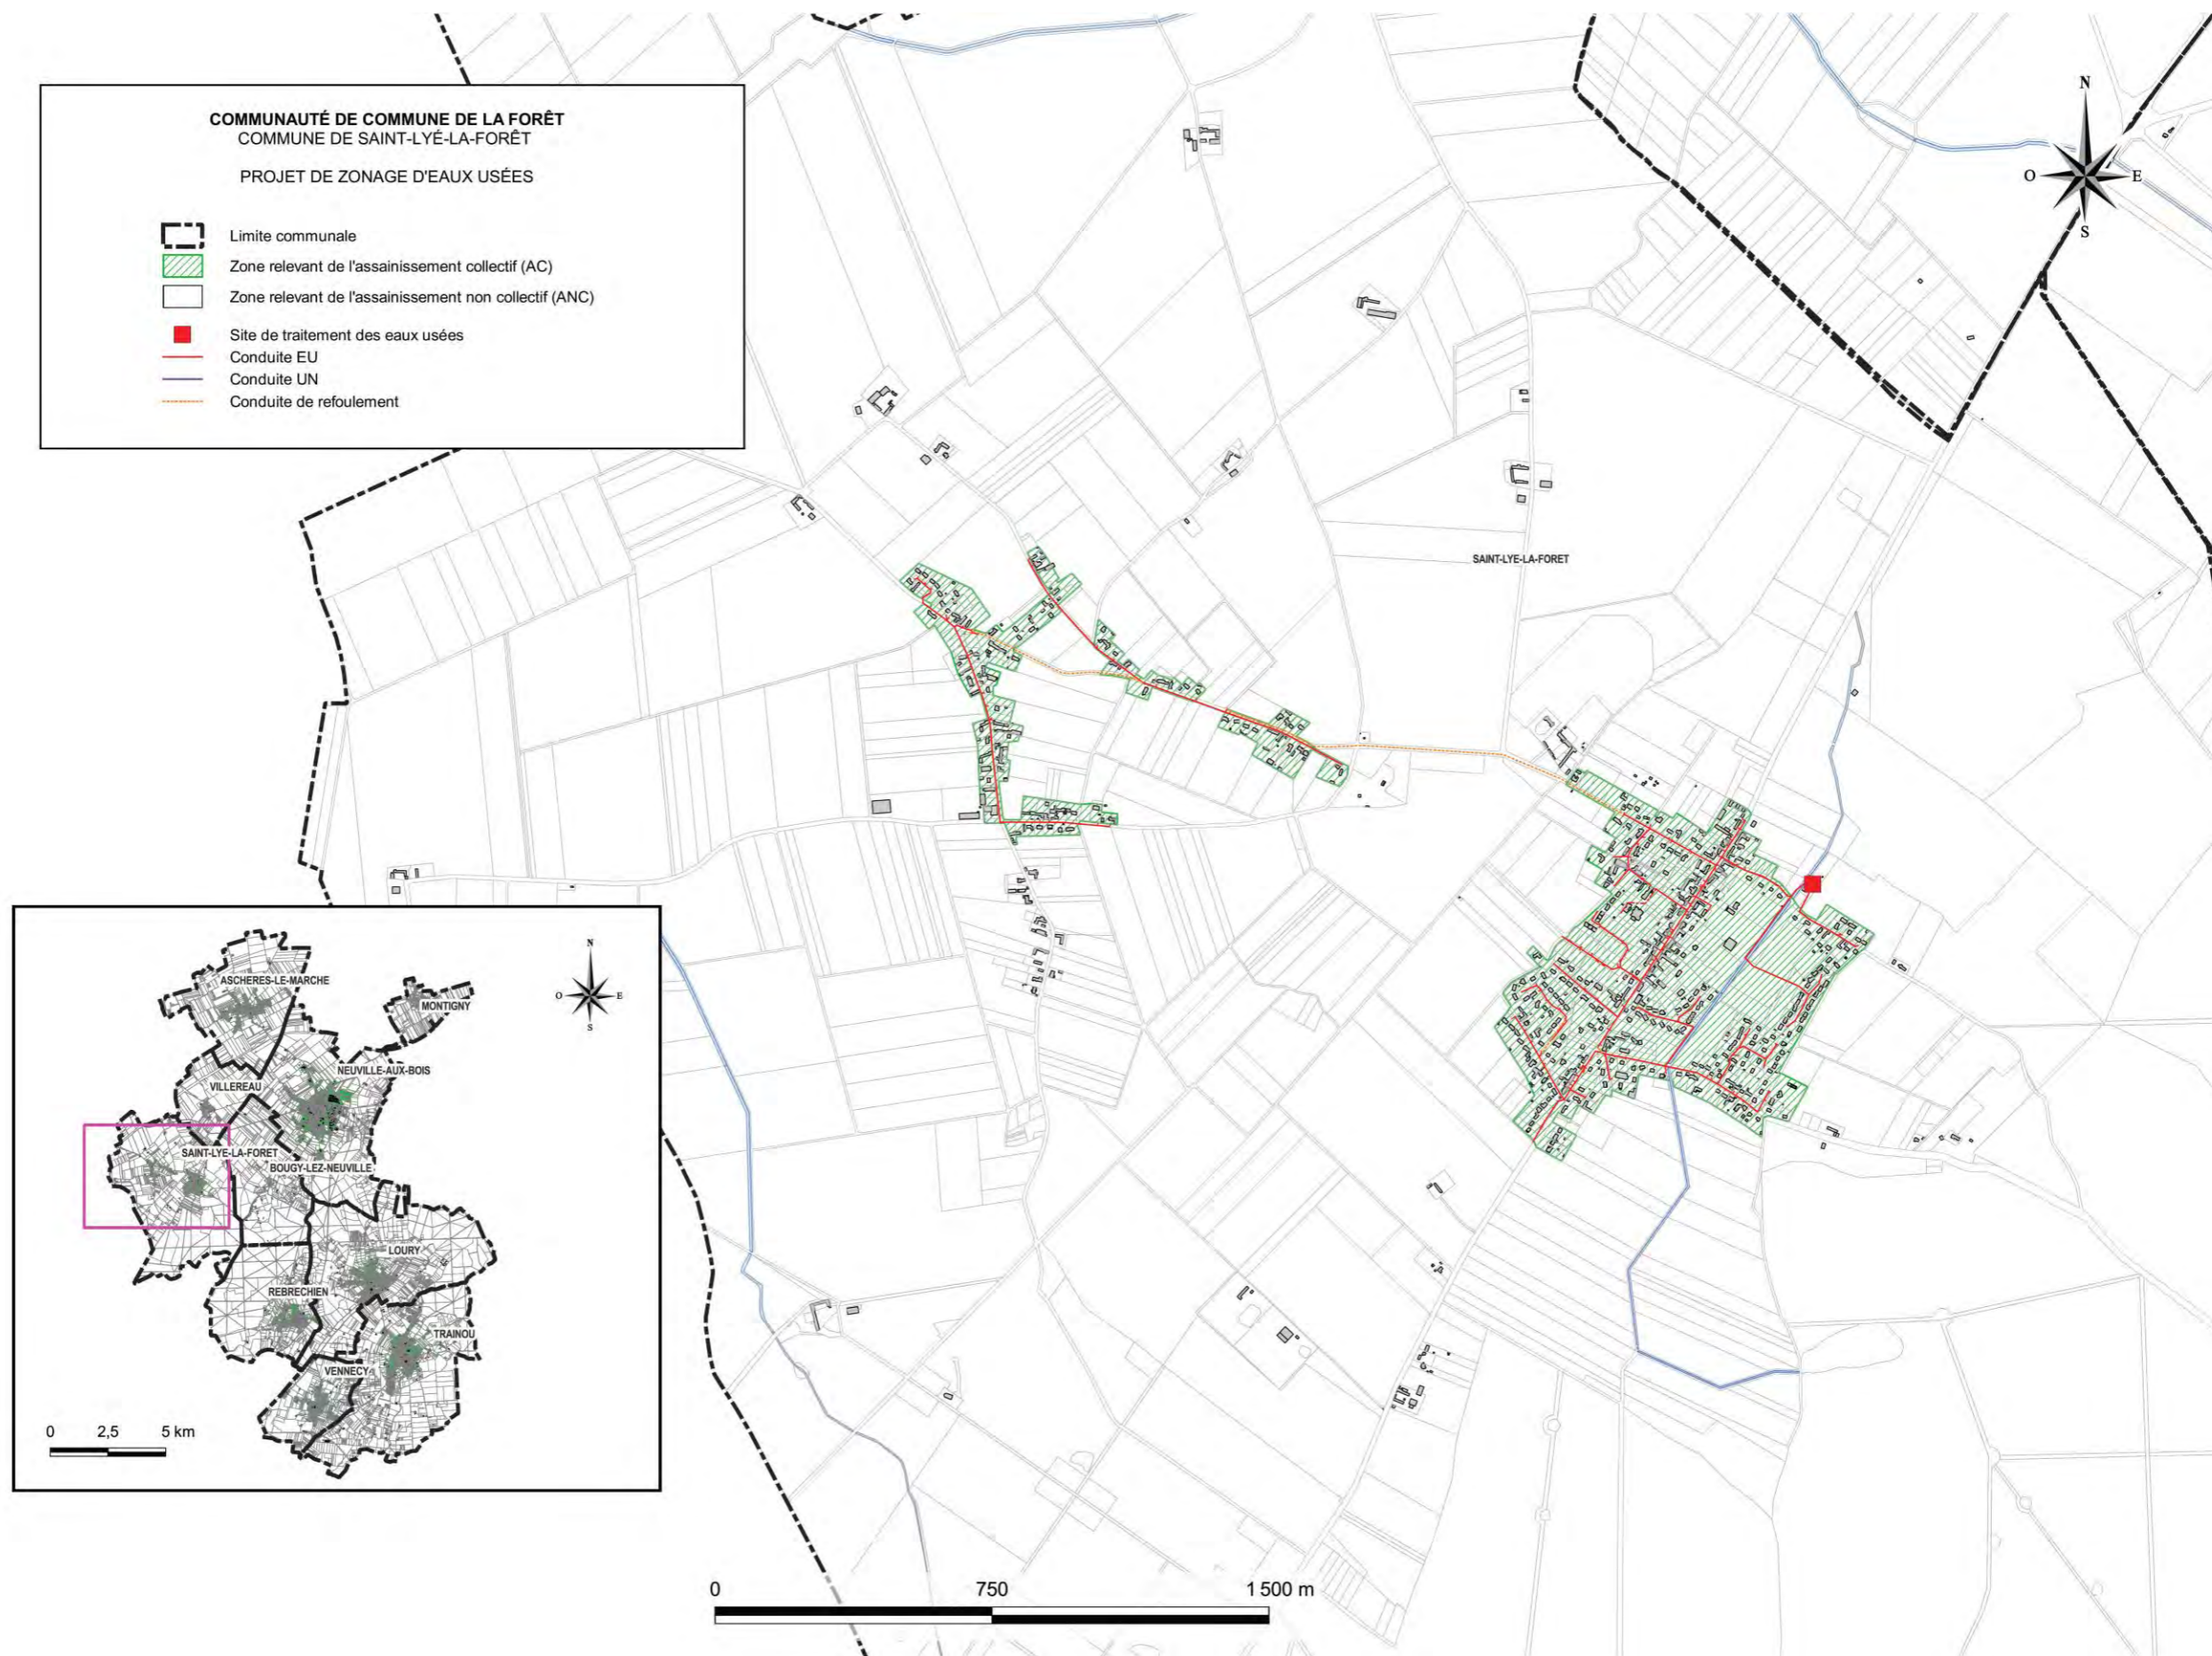 COMMUNAUTÉ DE COMMUNE DE LA FORÊT
COMMUNE DE SAINT-LYÉ-LA-FORÊT
PROJET DE ZONAGE D'EAUX USÉES
Limite communale
Zone relevant de l'assainissement collectif (AC)
Zone relevant de l'assainissement non collectif (ANC)
Site de traitement des eaux usées
Conduite EU
Conduite UN
Conduite de refoulement
N
O
E
S
SAINT-LYE-LA-FORET
ASCHERES-LE-MARCHE
MONTIGNY
N
O
E
S
NEUVILLE-AUX-BOIS
VILLEREAU
SAINT-LYE-LA-FORET
BOUGY-LEZ-NEUVILLE
LOURY
REBRECHIEN
TRAINOU
VENNECY
0 2,5 5 km
0 750 1 500 m